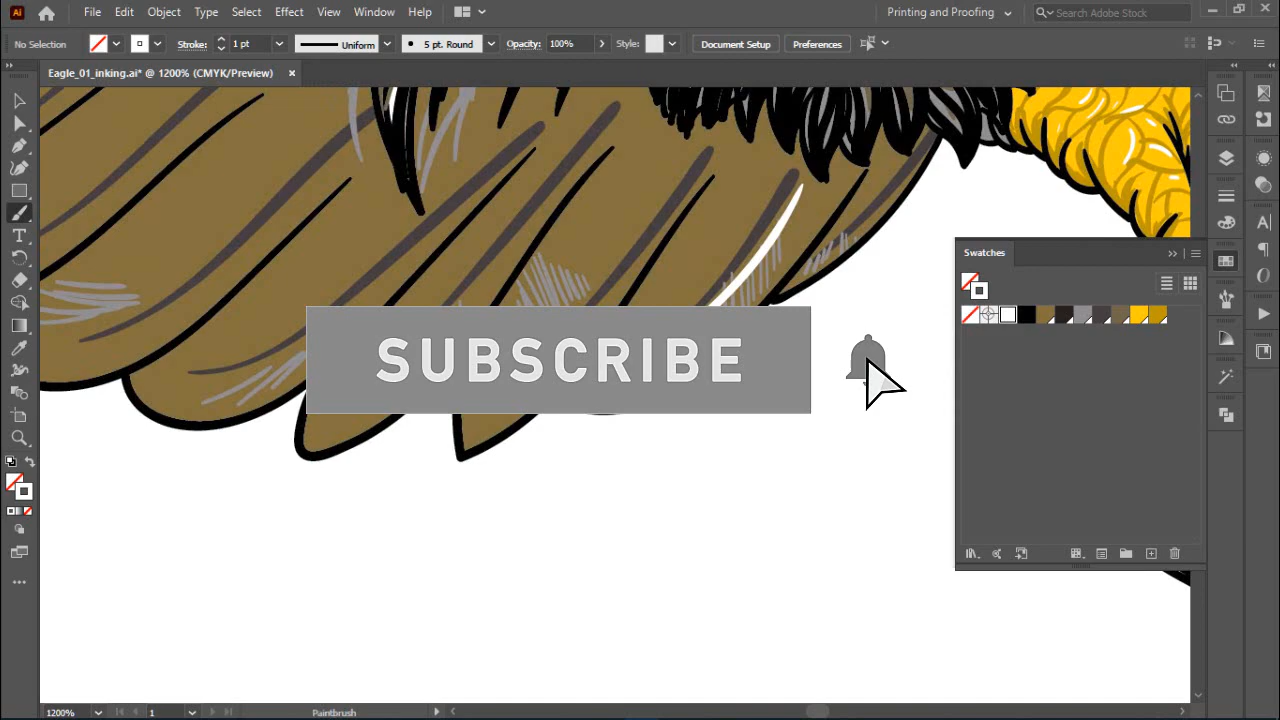 Ai File Edit Object Type Select Effect View Window Help Printing and Proofing Search Adobe Stock
No Selection Stroke: 1 pt Uniform 5 pt. Round Opacity: 100% Style: Document Setup Preferences
Eagle_01_inking.ai* @ 1200% (CMYK/Preview)
Swatches
SUBSCRIBE
1200% 1 Paintbrush